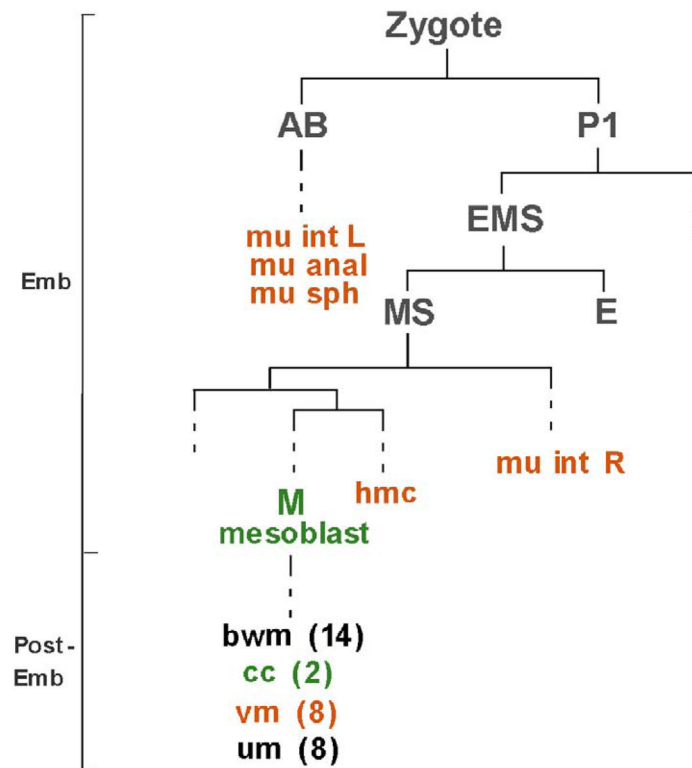 Zygote
AB
P1
EMS
mu int L
mu anal
mu sph
Emb
MS
E
mu int R
hmc
M
mesoblast
Post-
Emb
bwm (14)
cc (2)
vm (8)
um (8)